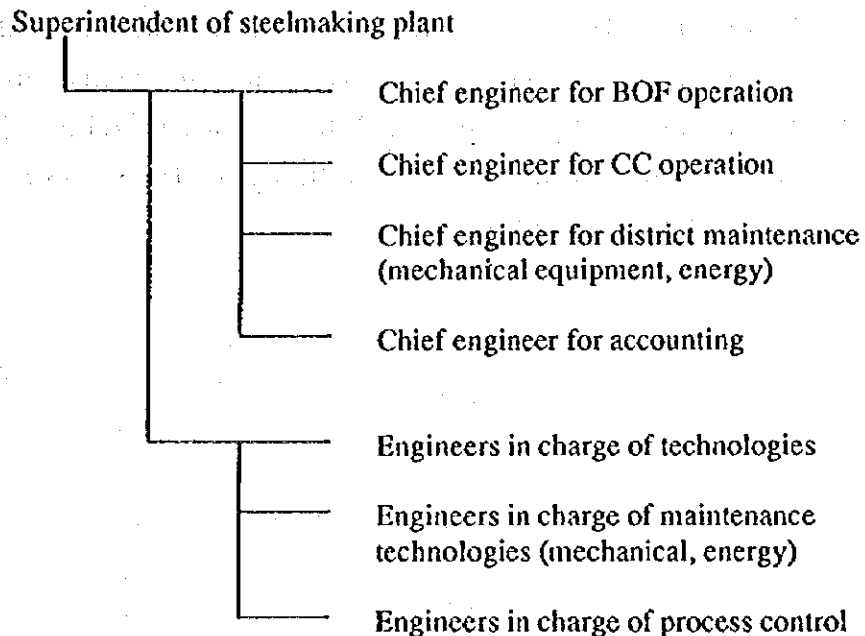 Superintendent of steelmaking plant
Chief engineer for BOF operation
Chief engineer for CC operation
Chief engineer for district maintenance
(mechanical equipment, energy)
Chief engineer for accounting
Engineers in charge of technologies
Engineers in charge of maintenance
technologies (mechanical, energy)
Engineers in charge of process control